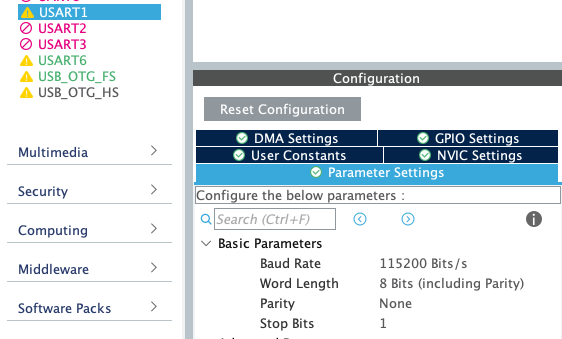 USART1
USART2
USART3
USART6
USB_OTG_FS
USB_OTG_HS
Multimedia
Security
Computing
Middleware
Software Packs
Configuration
Reset Configuration
DMA Settings
GPIO Settings
User Constants
NVIC Settings
Parameter Settings
Configure the below parameters :
Search (Ctrl+F)
Basic Parameters
Baud Rate 115200 Bits/s
Word Length 8 Bits (including Parity)
Parity None
Stop Bits 1